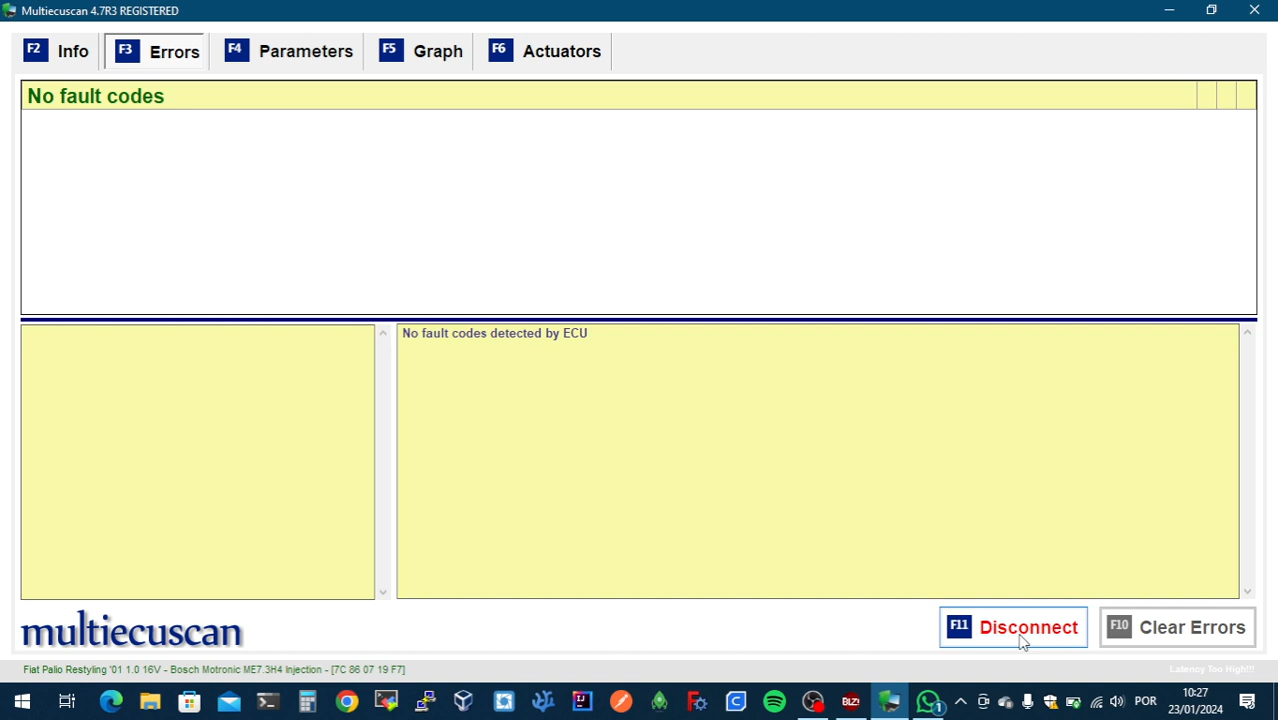 Multiecuscan 4.7R3 REGISTERED
F2 Info F3 Errors F4 Parameters F5 Graph F6 Actuators
No fault codes
No fault codes detected by ECU
multiecuscan
F11 Disconnect F10 Clear Errors
Fiat Palio Restyling '01 1.0 16V - Bosch Motronic ME7.3H4 Injection - [7C 86 07 19 F7]
Latency Too High!!!
BIZ!
1
POR
10:27
23/01/2024